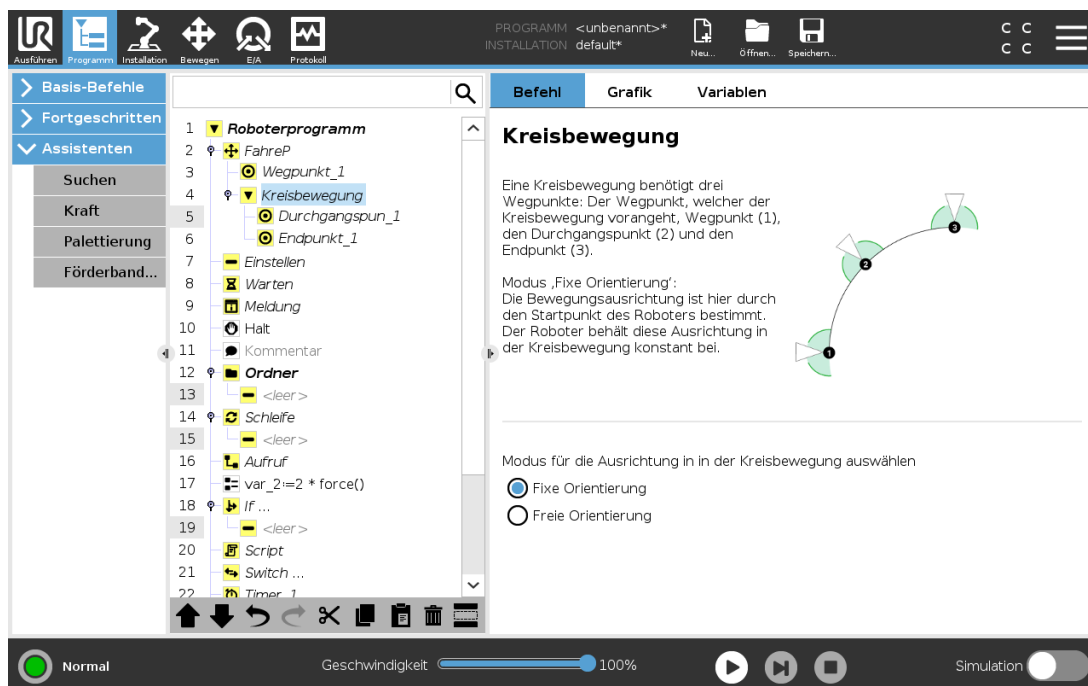 UR
PROGRAMM <unbenannt>*
INSTALLATION default*
Ausführen Programm Installation Bewegen E/A Protokoll
Neu... Öffnen... Speichern...
C C
C C
Basis-Befehle
Fortgeschritten
Assistenten
Suchen
Kraft
Palettierung
Förderband...
1 Roboterprogramm
2 FahreP
3 Wegpunkt_1
4 Kreisbewegung
5 Durchgangspun_1
6 Endpunkt_1
7 Einstellen
8 Warten
9 Meldung
10 Halt
11 Kommentar
12 Ordner
13 <leer>
14 Schleife
15 <leer>
16 Aufruf
17 var_2:=2 * force()
18 If ...
19 <leer>
20 Script
21 Switch ...
22 Timer_1
Befehl Grafik Variablen
Kreisbewegung
Eine Kreisbewegung benötigt drei
Wegpunkte: Der Wegpunkt, welcher der
Kreisbewegung vorangeht, Wegpunkt (1),
den Durchgangspunkt (2) und den
Endpunkt (3).
Modus ‚Fixe Orientierung‘:
Die Bewegungsausrichtung ist hier durch
den Startpunkt des Roboters bestimmt.
Der Roboter behält diese Ausrichtung in
der Kreisbewegung konstant bei.
3
2
1
Modus für die Ausrichtung in in der Kreisbewegung auswählen
Fixe Orientierung
Freie Orientierung
Normal
Geschwindigkeit 100%
Simulation